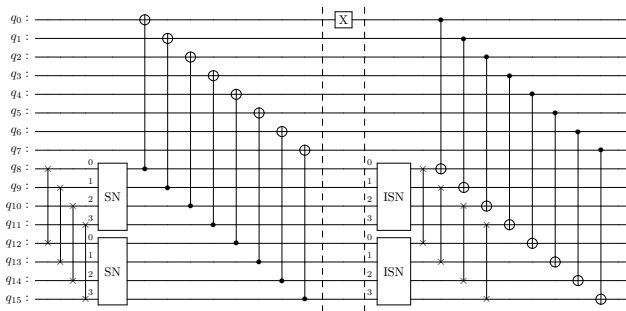 q0 : X
q1 :
q2 :
q3 :
q4 :
q5 :
q6 :
q7 :
q8 : 0 0
q9 : 1 SN 1 ISN
q10 : 2 2
q11 : 3 3
q12 : 0 0
q13 : 1 SN 1 ISN
q14 : 2 2
q15 : 3 3